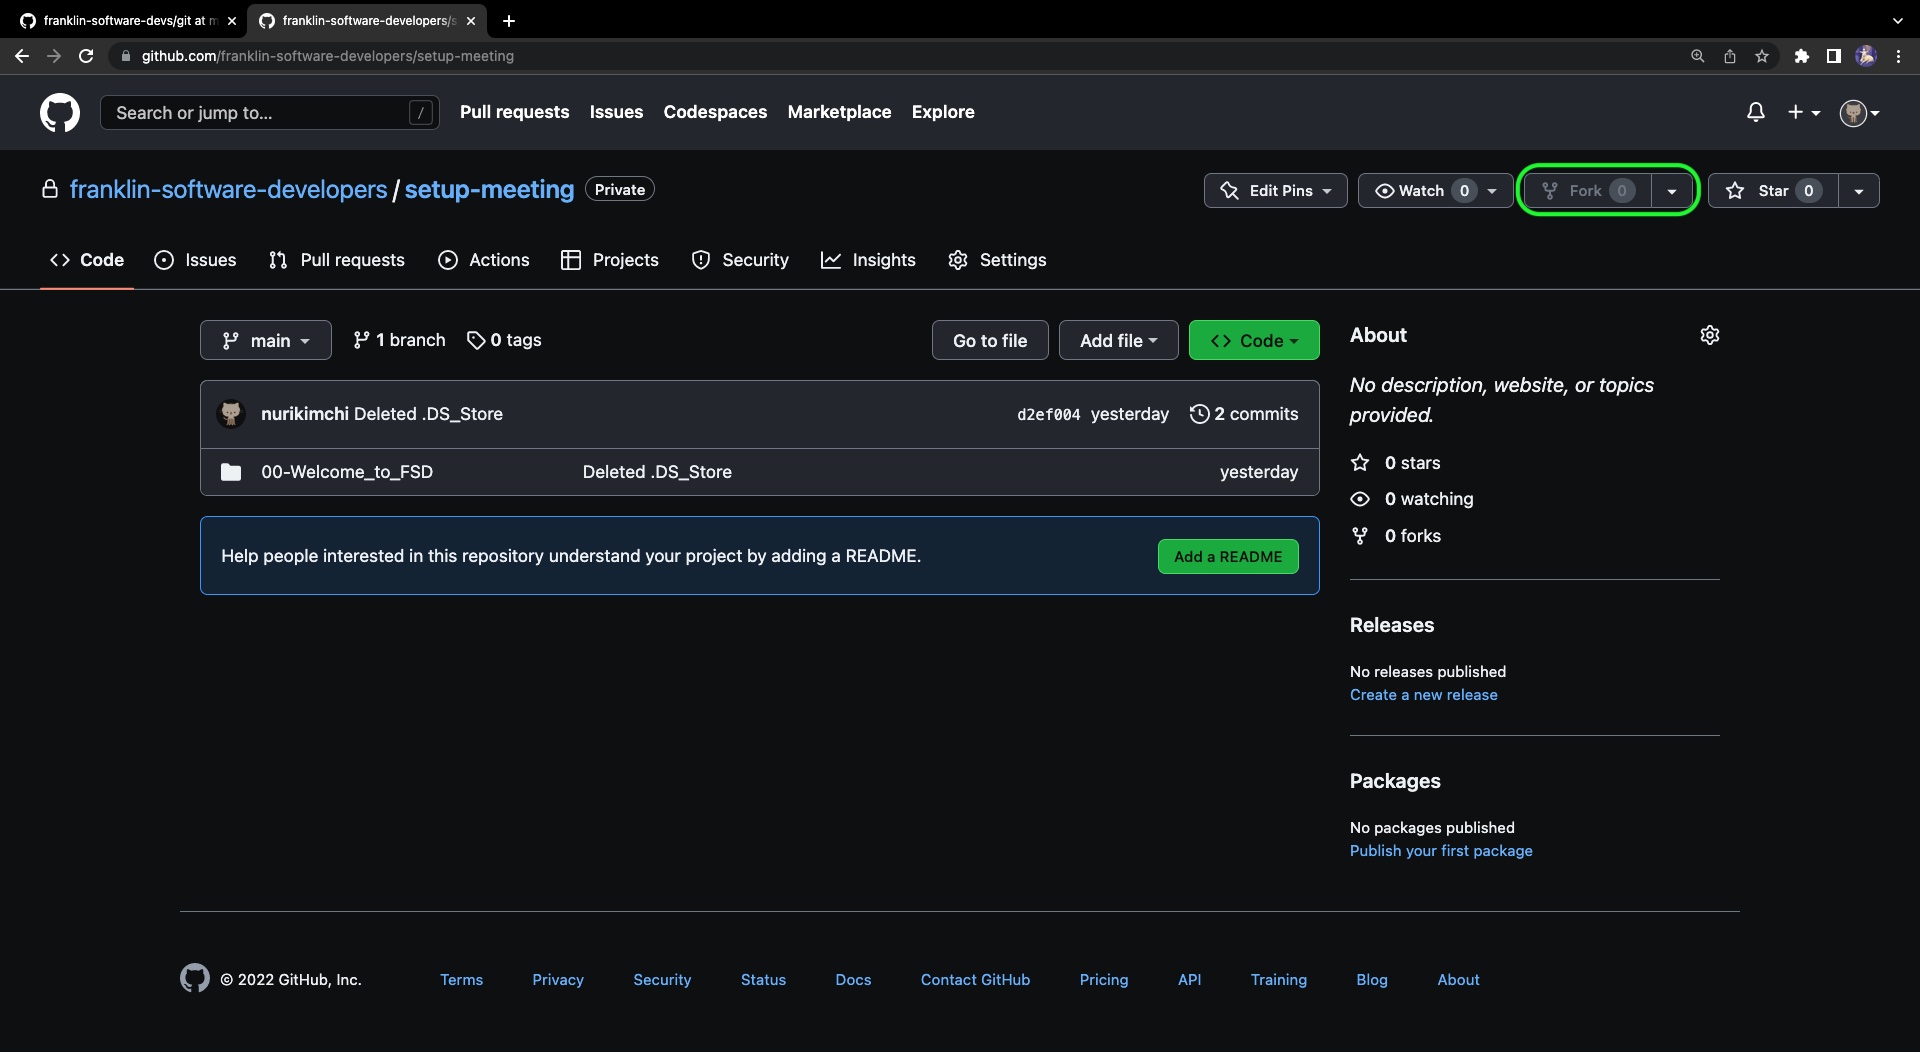 franklin-software-devs/git at m
franklin-software-developers/s
github.com/franklin-software-developers/setup-meeting
Search or jump to... /
Pull requests Issues Codespaces Marketplace Explore
franklin-software-developers / setup-meeting Private
Edit Pins Watch 0 Fork 0 Star 0
Code Issues Pull requests Actions Projects Security Insights Settings
main 1 branch 0 tags Go to file Add file Code
nurikimchi Deleted .DS_Store d2ef004 yesterday 2 commits
00-Welcome_to_FSD Deleted .DS_Store yesterday
Help people interested in this repository understand your project by adding a README. Add a README
About
No description, website, or topics
provided.
0 stars
0 watching
0 forks
Releases
No releases published
Create a new release
Packages
No packages published
Publish your first package
© 2022 GitHub, Inc. Terms Privacy Security Status Docs Contact GitHub Pricing API Training Blog About